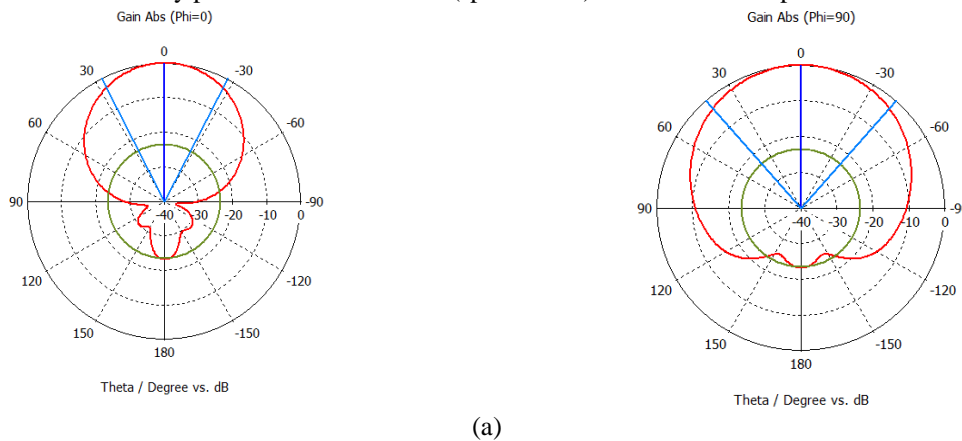 Gain Abs (Phi=0)
0
30 -30
60 -60
90 -40 -30 -20 -10 0 -90
120 -120
150 -150
180
Theta / Degree vs. dB
Gain Abs (Phi=90)
0
30 -30
60 -60
90 -40 -30 -20 -10 0 -9
120 -120
150 -150
180
Theta / Degree vs. dB
(a)